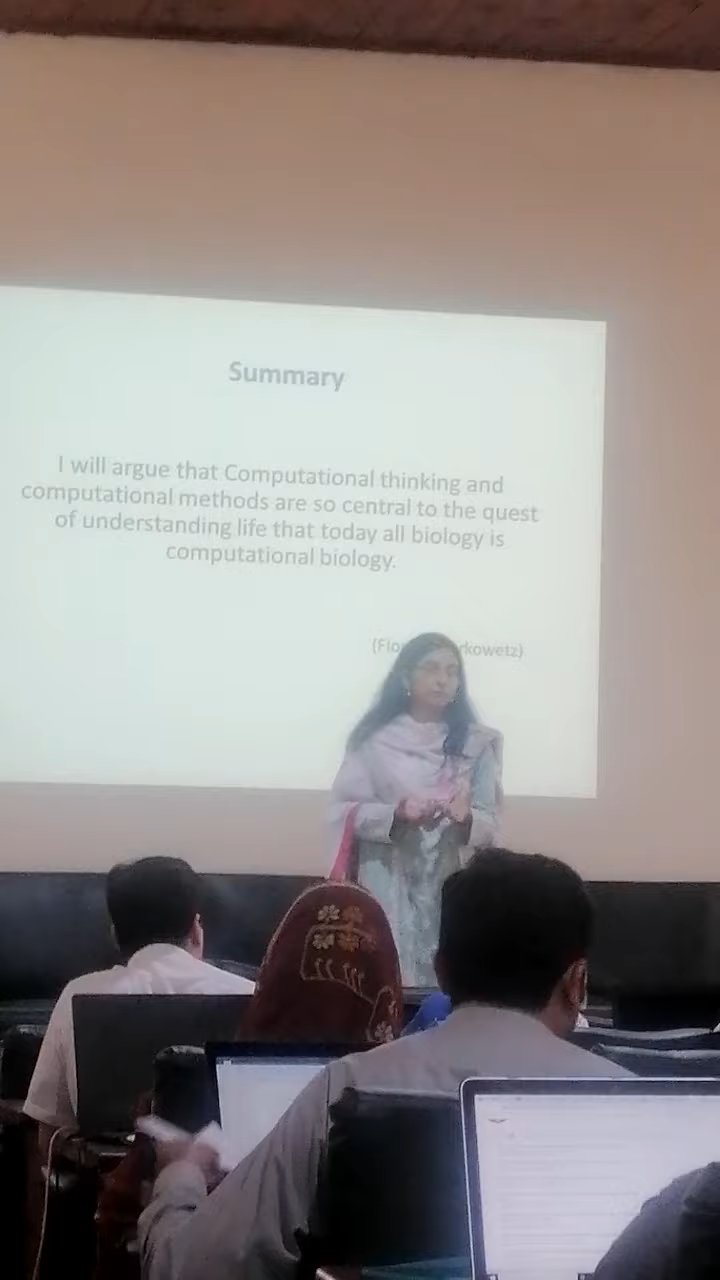 Summary
I will argue that Computational thinking and
computational methods are so central to the quest
of understanding life that today all biology is
computational biology.